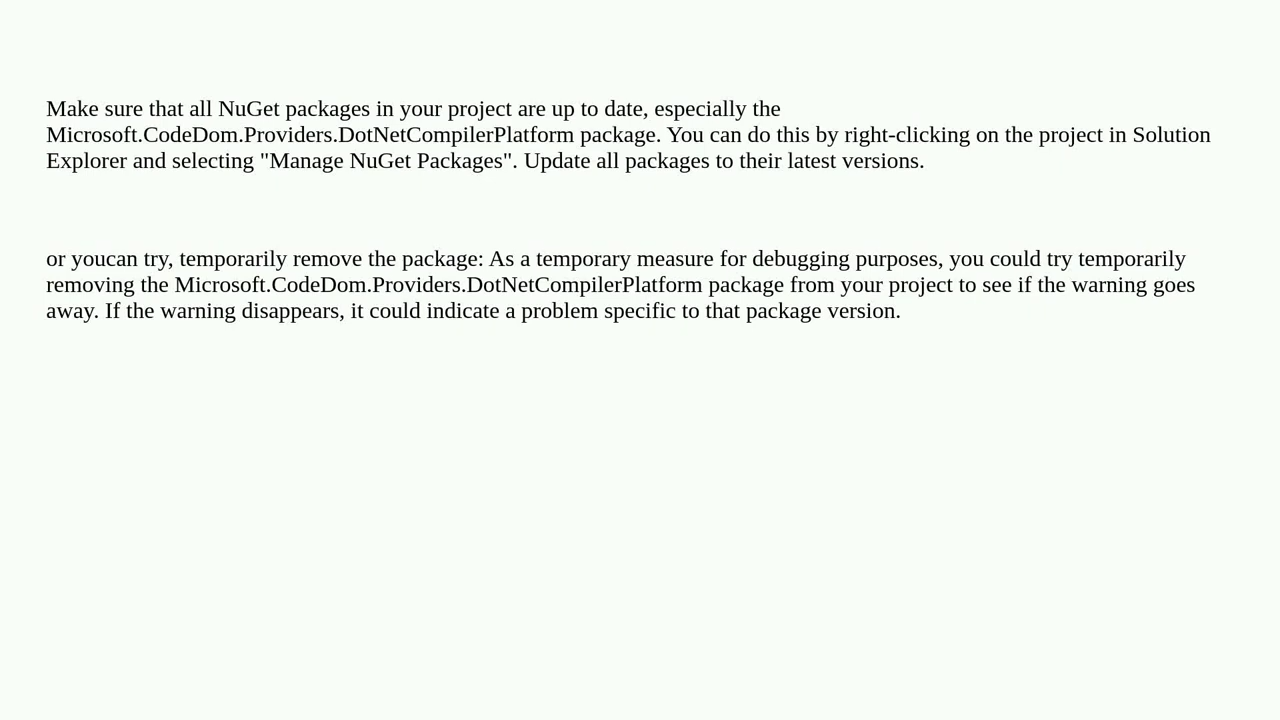 Make sure that all NuGet packages in your project are up to date, especially the
Microsoft.CodeDom.Providers.DotNetCompilerPlatform package. You can do this by right-clicking on the project in Solution
Explorer and selecting "Manage NuGet Packages". Update all packages to their latest versions.
or youcan try, temporarily remove the package: As a temporary measure for debugging purposes, you could try temporarily
removing the Microsoft.CodeDom.Providers.DotNetCompilerPlatform package from your project to see if the warning goes
away. If the warning disappears, it could indicate a problem specific to that package version.